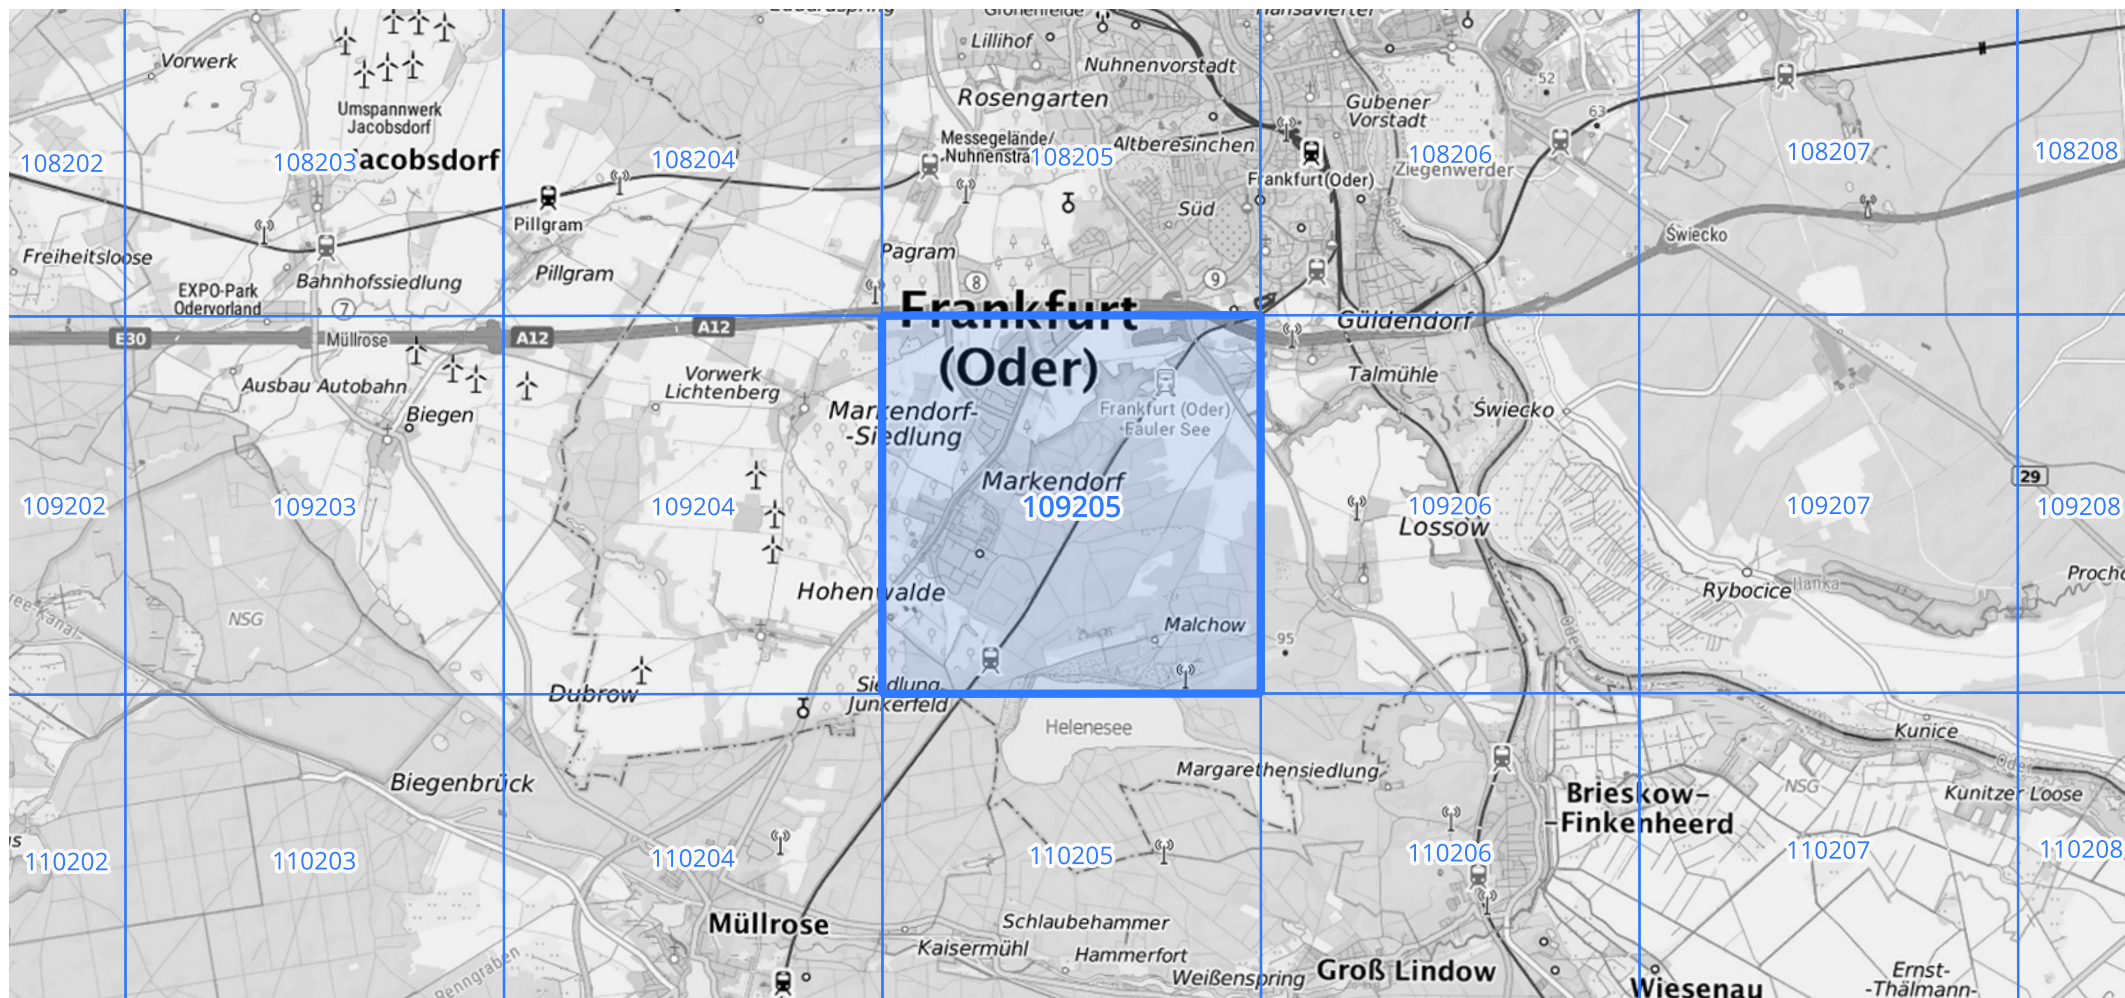 Lillihof
Nuhnenvorstadt
Vorwerk
52
Rosengarten
Gubener
Vorstadt
63
Umspannwerk
Jacobsdorf
Messegelände/
Altberesinchen
108202
108203
Jacobsdorf
108204
108205
108206
108207
108208
Ziegenwerder
Frankfurt(Oder)
Pillgram
Süd
Świecko
Freiheitsloose
Pagram
Pillgram
Bahnhofssiedlung
EXPO-Park
Odervorland
7
8
9
Frankfurt
(Oder)
Güldendorf
E30
Müllrose
A12
A12
Ausbau Autobahn
Vorwerk
Lichtenberg
Talmühle
Biegen
Markendorf-
-Siedlung
Frankfurt (Oder)
Fauler See
Świecko
29
Markendorf
109202
109203
109204
109205
109206
109207
109208
Lossow
Hohenwalde
Rybocice
Ilanka
NSG
Malchow
95
Oder
Dubrow
Siedlung
Junkerfeld
Helenesee
Kunice
Oder
Biegenbrück
Margarethensiedlung
Brieskow-
-Finkenheerd
NSG
Kunitzer Loose
110202
110203
110204
110205
110206
110207
110208
Müllrose
Schlaubehammer
Kaisermühl
Hammerfort
Weißenspring
Groß Lindow
Wiesenau
Ernst-
-Thälmann-